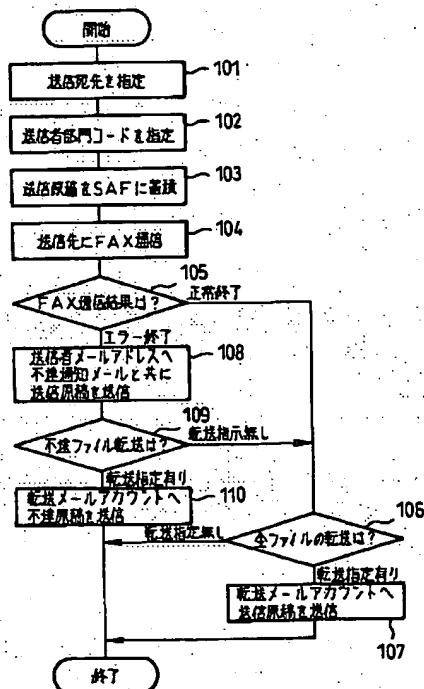 開始
送信宛先を指定
101
送信者部門コードを指定
102
送信原稿をSAFに蓄積
103
送信先にFAX通信
104
FAX通信結果は?
105
正常終了
エラー終了
送信者メールアドレスへ
不達通知メールと共に
送信原稿を送信
108
不達ファイル転送は?
109
転送指示無し
転送指定有り
転送メールアカウントへ
不達原稿を送信
110
全ファイルの転送は?
106
転送指定無し
転送指定有り
転送メールアカウントへ
送信原稿を送信
107
終了